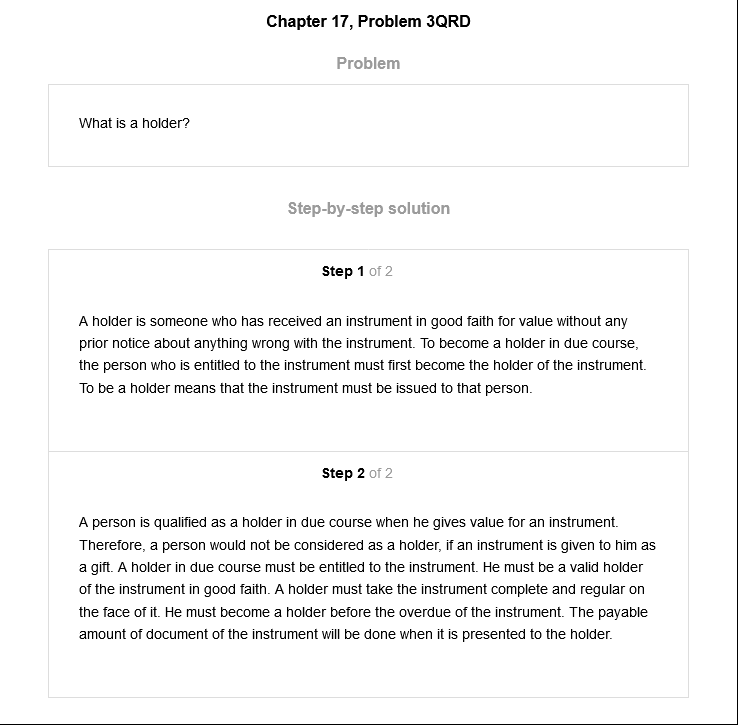 Chapter 17, Problem 3QRD
Problem
What is a holder?
Step-by-step solution
Step 1 of 2
A holder is someone who has received an instrument in good faith for value without any
prior notice about anything wrong with the instrument. To become a holder in due course,
the person who is entitled to the instrument must first become the holder of the instrument.
To be a holder means that the instrument must be issued to that person.
Step 2 of 2
A person is qualified as a holder in due course when he gives value for an instrument.
Therefore, a person would not be considered as a holder, if an instrument is given to him as
a gift. A holder in due course must be entitled to the instrument. He must be a valid holder
of the instrument in good faith. A holder must take the instrument complete and regular on
the face of it. He must become a holder before the overdue of the instrument. The payable
amount of document of the instrument will be done when it is presented to the holder.